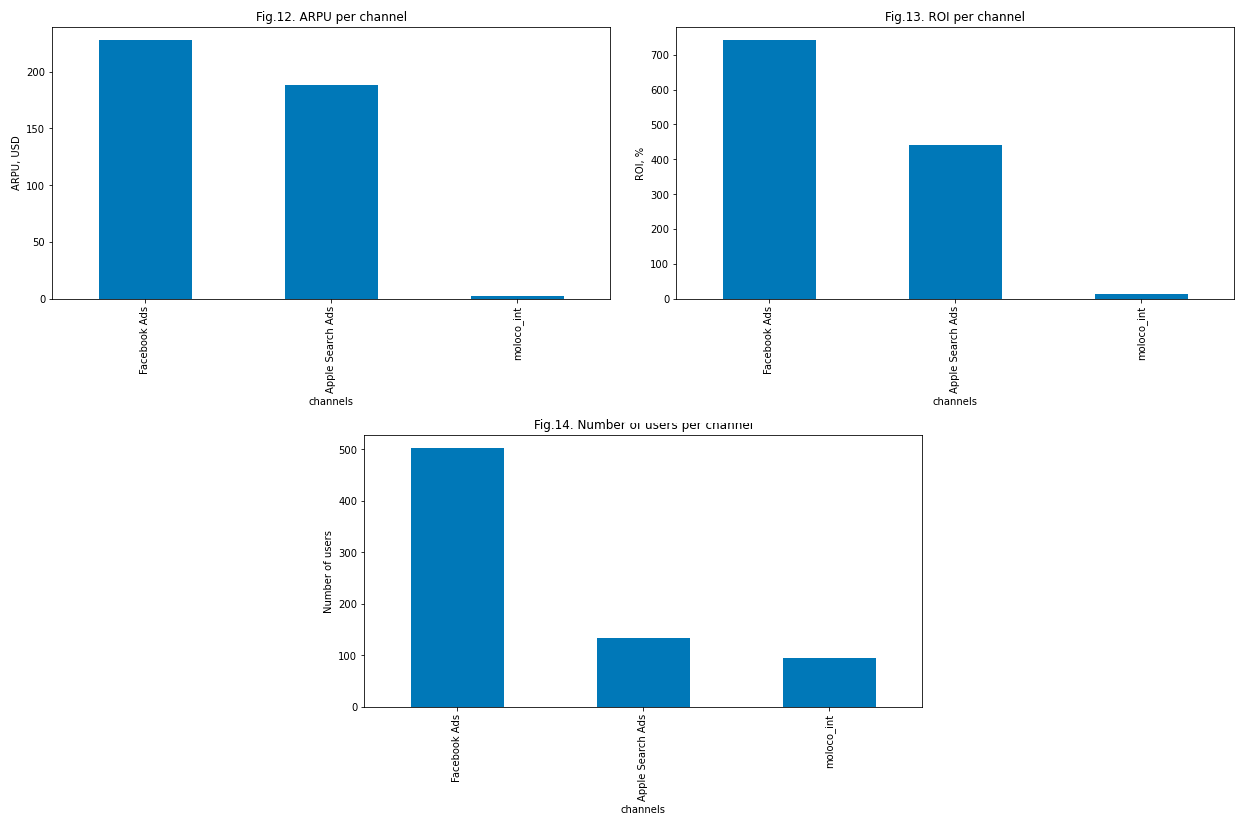 Fig.12. ARPU per channel
ARPU, USD
200
150
100
50
0
Facebook Ads
Apple Search Ads
moloco_int
channels
Fig.13. ROI per channel
ROI, %
700
600
500
400
300
200
100
0
Facebook Ads
Apple Search Ads
moloco_int
channels
Fig.14. Number of users per channel
Number of users
500
400
300
200
100
0
Facebook Ads
Apple Search Ads
moloco_int
channels